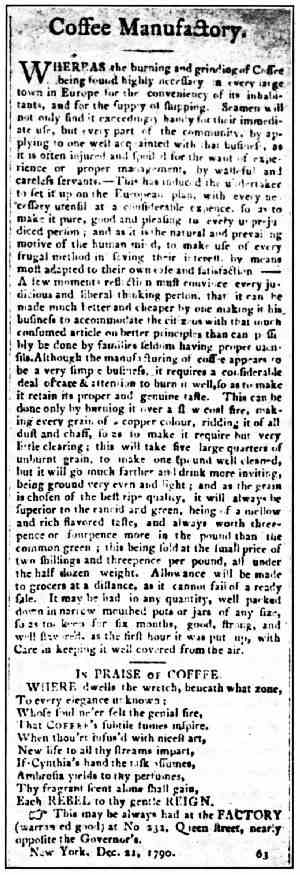 Coffee Manufactory.
WHEREAS the burning and grinding of Coffee
being found highly necessary in every large
town in Europe for the conveniency of its inhabi-
tants, and for the supply of shipping. Seamen will
not only find it exceedingly handy for their immedi-
ate use, but every part of the community, by ap-
plying to one well acquainted with that business, as
it is often injured and spoil'd for the want of expe-
rience or proper management, by wasteful and
careless servants.—This has induced the undertaker
to set it up on the European plan, with every ne-
cessary utensil at a considerable expence, so as to
make it pure, good and pleasing to every unpreju-
diced person; and as it is the natural and prevailing
motive of the human mind, to make use of every
frugal method in serving their interest, by means
most adapted to their own ease and satisfaction —
A few moments reflection must convince every ju-
dicious and liberal thinking person, that it can be
made much better and cheaper by one making it his
business to accommodate the citizens with that much
consumed article on better principles than can possi-
bly be done by families seldom having proper uten-
sils. Although the manufacturing of coffee appears to
be a very simple business, it requires a considerable
deal of care & attention to burn it well, so as to make
it retain its proper and genuine taste. This can be
done only by burning it over a slow coal fire, mak-
ing every grain of a copper colour, ridding it of all
dust and chaff, so as to make it require but very
little clearing; this will take five large quarters of
unburnt grain, to make one pound well cleaned,
but it will go much farther and drink more inviting,
being ground very even and light; and as the grain
is chosen of the best ripe quality, it will always be
superior to the rancid and green, being of a mellow
and rich flavored taste, and always worth three-
pence or fourpence more in the pound than the
common green; this being sold at the small price of
two shillings and threepence per pound, all under
the half dozen weight. Allowance will be made
to grocers at a distance, as it cannot fail of a ready
sale. It may be had in any quantity, well packed
down in narrow mouthed pots or jars of any size,
so as to keep for six months, good, strong, and
well flavored, as the first hour it was put up, with
Care in keeping it well covered from the air.
IN PRAISE OF COFFEE.
WHERE dwells the wretch, beneath what zone,
To every elegance unknown;
Whose soul ne'er felt the genial fire,
That COFFEE's subtile fumes inspire.
When thou'rt infus'd with nicest art,
New life to all thy streams impart,
If Cynthia's hand the task assumes,
Ambrosia yields to thy perfumes,
Thy fragrant scent alone shall gain,
Each REBEL to thy gentle REIGN.
☞ This may be always had at the FACTORY
(warranted good) at No 232, Queen street, nearly
opposite the Governor's.
New York, Dec. 21, 1790. 63